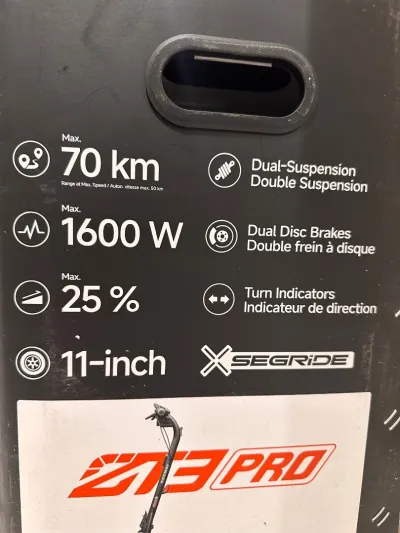 Max.
70 km
Range at Max. Speed / Auton. vitesse max. 50 km
Dual-Suspension
Double Suspension
Max.
1600 W
Dual Disc Brakes
Double frein à disque
Max.
25 %
Turn Indicators
Indicateur de direction
11-inch
SEGRiDE
ZT3 PRO